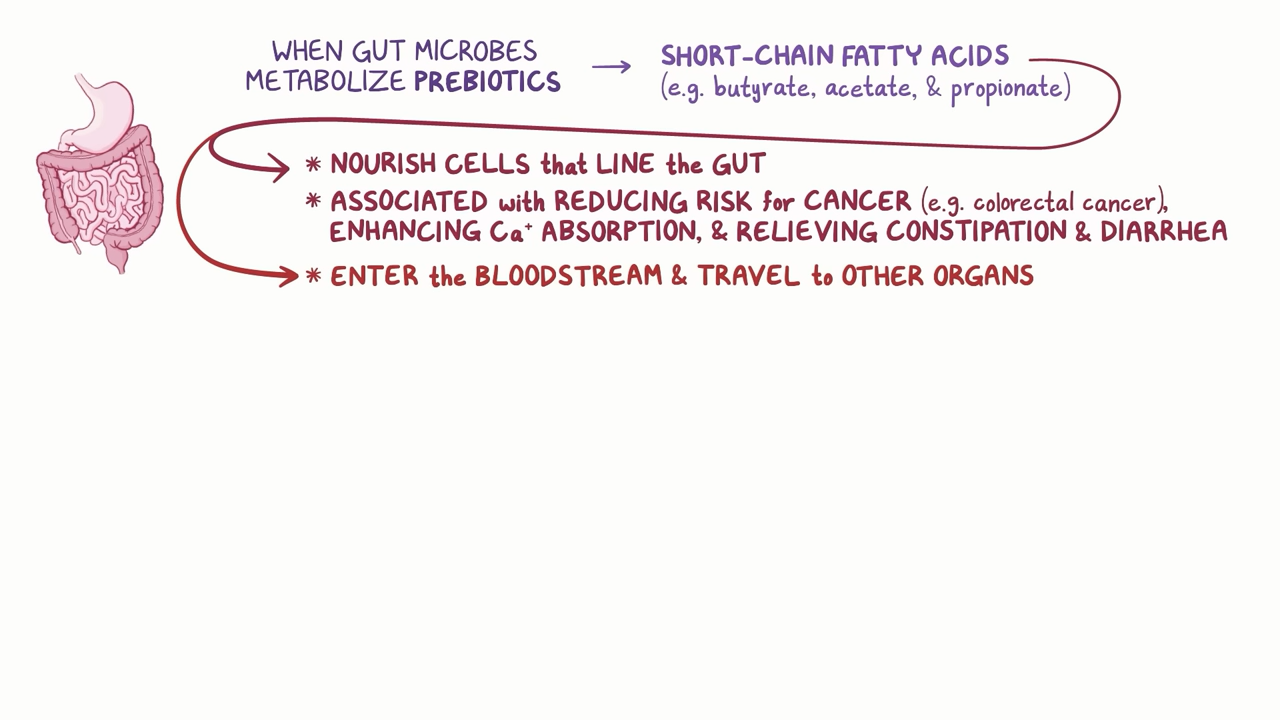 WHEN GUT MICROBES
METABOLIZE PREBIOTICS
→ SHORT-CHAIN FATTY ACIDS
(e.g. butyrate, acetate, & propionate)
* NOURISH CELLS that LINE the GUT
* ASSOCIATED with REDUCING RISK for CANCER (e.g. colorectal cancer),
ENHANCING Ca⁺ ABSORPTION, & RELIEVING CONSTIPATION & DIARRHEA
* ENTER the BLOODSTREAM & TRAVEL to OTHER ORGANS